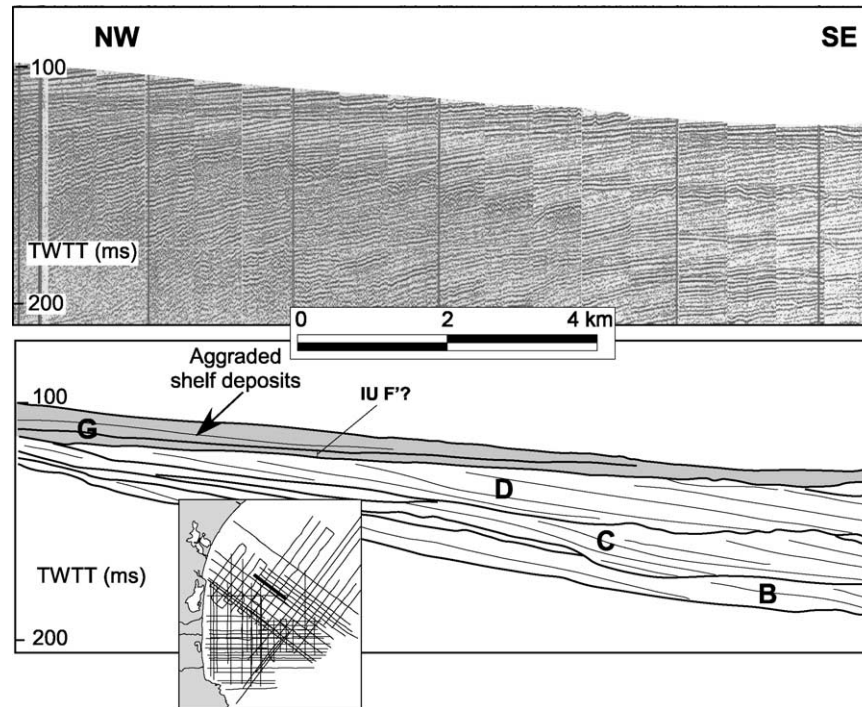 NW
SE
100
TWTT (ms)
200
0 2 4 km
Aggraded
shelf deposits
IU F'?
100
G
D
C
B
TWTT (ms)
200